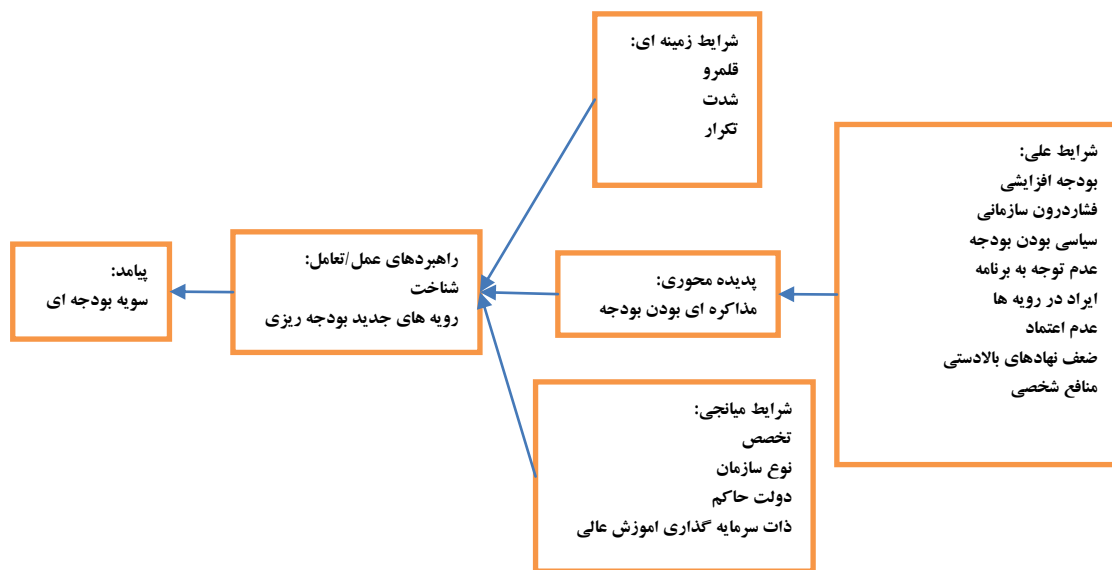 شرایط زمینه ای:
قلمرو
شدت
تکرار
شرایط علی:
بودجه افزایشی
فشاردرون سازمانی
سیاسی بودن بودجه
عدم توجه به برنامه
ایراد در رویه ها
عدم اعتماد
ضعف نهادهای بالادستی
منافع شخصی
پدیده محوری:
مذاکره ای بودن بودجه
راهبردهای عمل/تعامل:
شناخت
رویه های جدید بودجه ریزی
پیامد:
سویه بودجه ای
شرایط میانجی:
تخصص
نوع سازمان
دولت حاکم
ذات سرمایه گذاری اموزش عالی